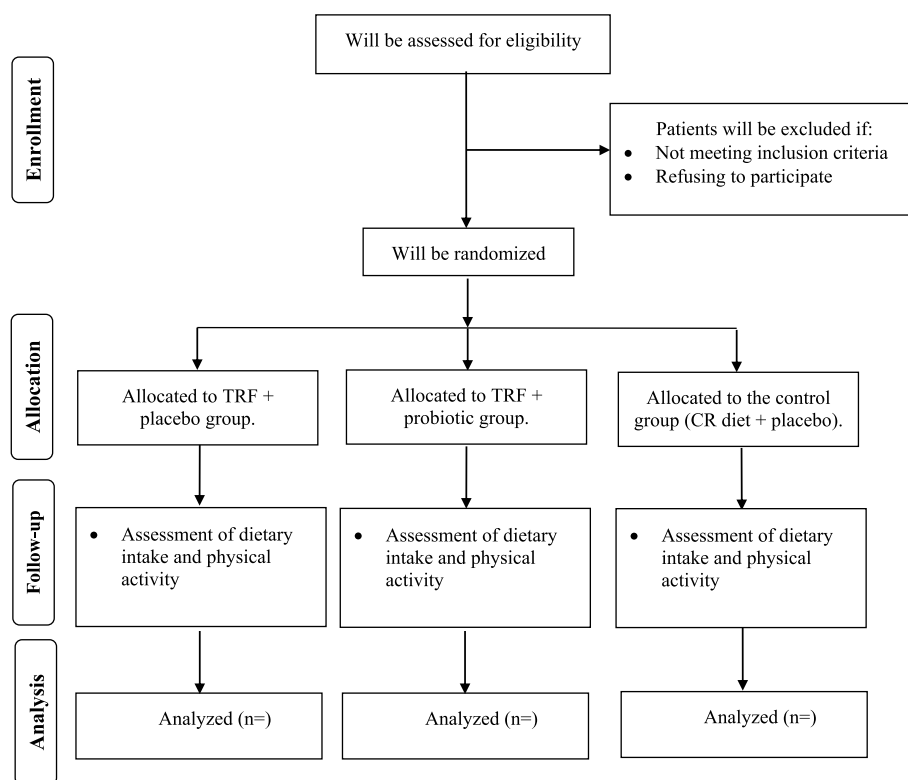 Enrollment
Will be assessed for eligibility
Patients will be excluded if:
● Not meeting inclusion criteria
● Refusing to participate
Will be randomized
Allocation
Allocated to TRF +
placebo group.
Allocated to TRF +
probiotic group.
Allocated to the control
group (CR diet + placebo).
Follow-up
● Assessment of dietary
intake and physical
activity
● Assessment of dietary
intake and physical
activity
● Assessment of dietary
intake and physical
activity
Analysis
Analyzed (n=)
Analyzed (n=)
Analyzed (n=)